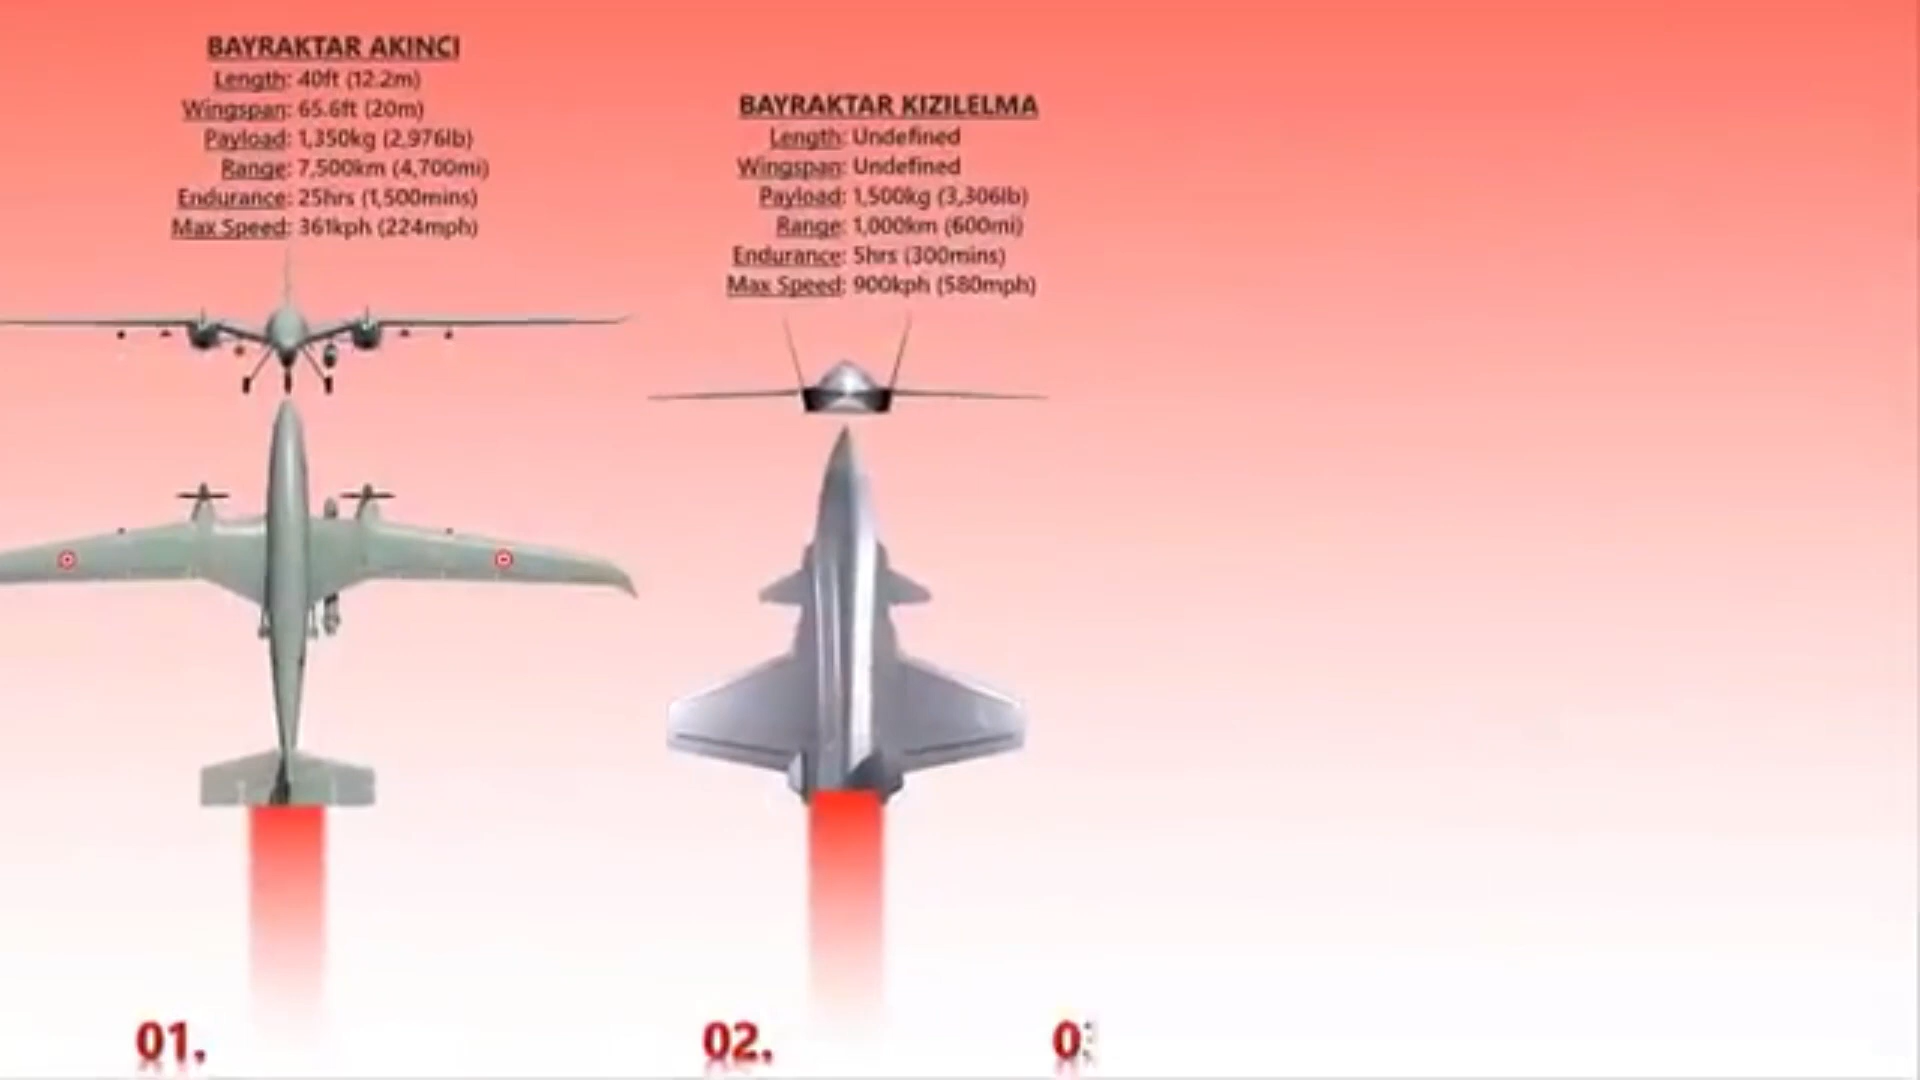 BAYRAKTAR AKINCI
Length: 40ft (12.2m)
Wingspan: 65.6ft (20m)
Payload: 1,350kg (2,976lb)
Range: 7,500km (4,700mi)
Endurance: 25hrs (1,500mins)
Max Speed: 361kph (224mph)
BAYRAKTAR KIZILELMA
Length: Undefined
Wingspan: Undefined
Payload: 1,500kg (3,306lb)
Range: 1,000km (600mi)
Endurance: 5hrs (300mins)
Max Speed: 900kph (580mph)
01.
02.